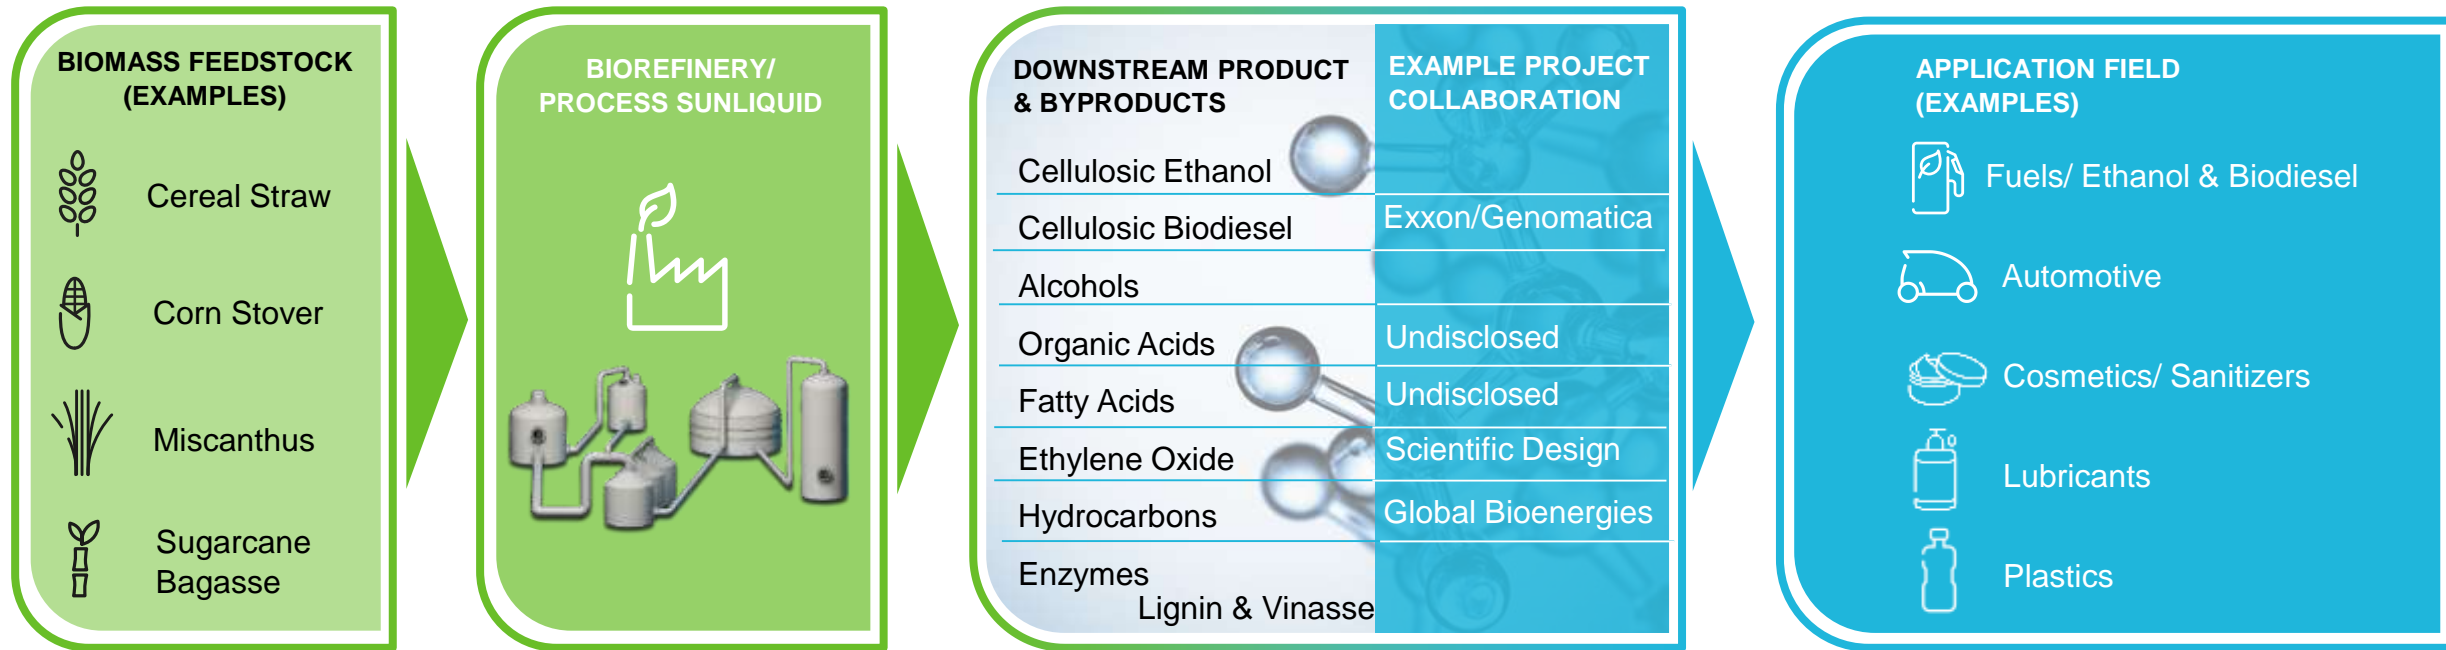 BIOMASS FEEDSTOCK
(EXAMPLES)
Cereal Straw
Corn Stover
Miscanthus
Sugarcane
Bagasse
BIOREFINERY/
PROCESS SUNLIQUID
DOWNSTREAM PRODUCT
& BYPRODUCTS
EXAMPLE PROJECT
COLLABORATION
Cellulosic Ethanol
Cellulosic Biodiesel
Exxon/Genomatica
Alcohols
Organic Acids
Undisclosed
Fatty Acids
Undisclosed
Ethylene Oxide
Scientific Design
Hydrocarbons
Global Bioenergies
Enzymes
Lignin & Vinasse
APPLICATION FIELD
(EXAMPLES)
Fuels/ Ethanol & Biodiesel
Automotive
Cosmetics/ Sanitizers
Lubricants
Plastics